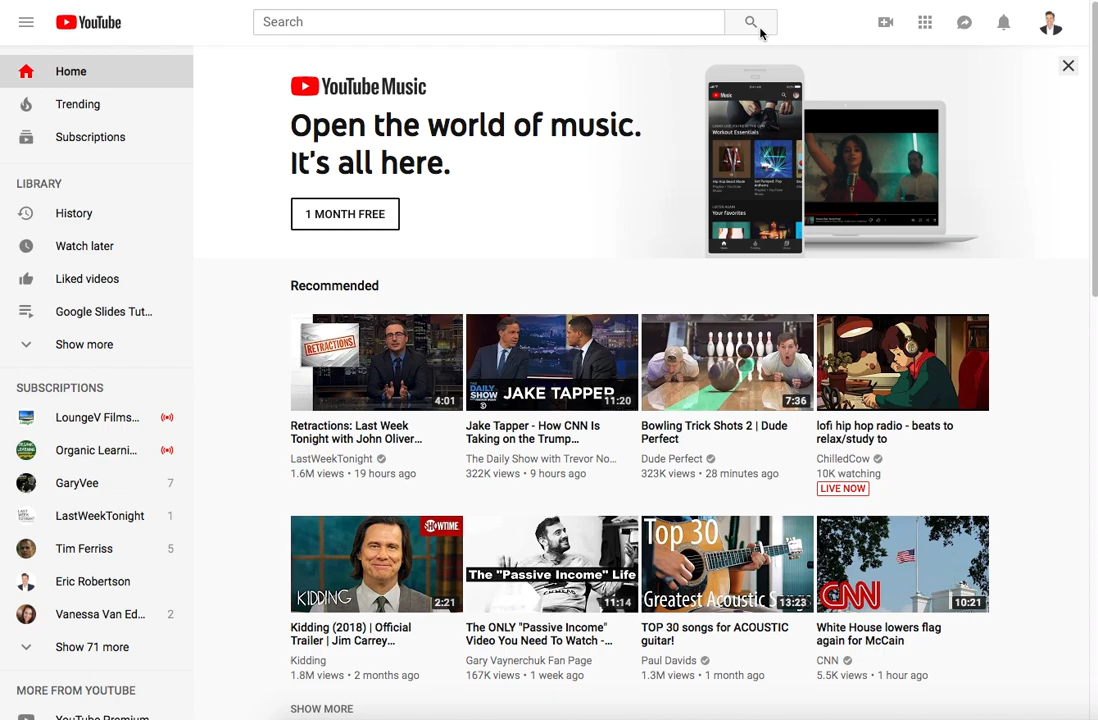 YouTube
Search
Home
Trending
Subscriptions
LIBRARY
History
Watch later
Liked videos
Google Slides Tut...
Show more
SUBSCRIPTIONS
LoungeV Films...
Organic Learni...
GaryVee 7
LastWeekTonight 1
Tim Ferriss 5
Eric Robertson
Vanessa Van Ed... 2
Show 71 more
MORE FROM YOUTUBE
YouTube Premium
YouTube Music
Open the world of music.
It's all here.
1 MONTH FREE
Music
Workout Essentials
Your favorites
Recommended
RETRACTIONS
4:01
Retractions: Last Week
Tonight with John Oliver...
LastWeekTonight
1.6M views • 19 hours ago
THE DAILY SHOW
JAKE TAPPER
11:20
Jake Tapper - How CNN Is
Taking on the Trump...
The Daily Show with Trevor No...
322K views • 9 hours ago
7:36
Bowling Trick Shots 2 | Dude
Perfect
Dude Perfect
323K views • 28 minutes ago
lofi hip hop radio - beats to
relax/study to
ChilledCow
10K watching
LIVE NOW
SHOWTIME
KIDDING
2:21
Kidding (2018) | Official
Trailer | Jim Carrey...
Kidding
1.8M views • 2 months ago
The "Passive Income" Life
11:14
The ONLY "Passive Income"
Video You Need To Watch -...
Gary Vaynerchuk Fan Page
167K views • 1 week ago
Top 30
Greatest Acoustic
13:23
TOP 30 songs for ACOUSTIC
guitar!
Paul Davids
1.3M views • 1 month ago
CNN
10:21
White House lowers flag
again for McCain
CNN
5.5K views • 1 hour ago
SHOW MORE